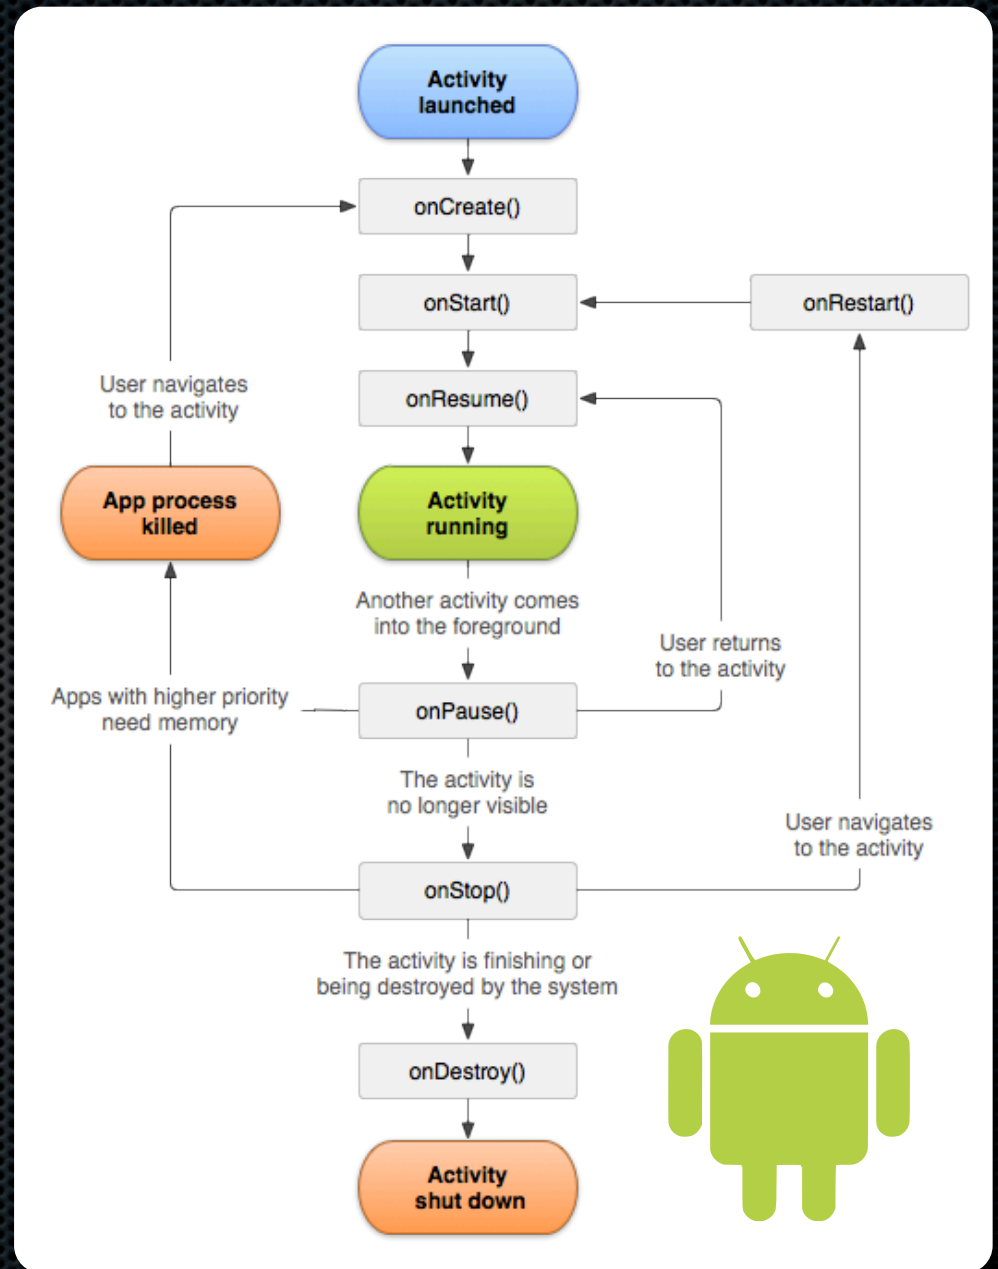 Activity
launched
onCreate()
onStart()
onRestart()
onResume()
User navigates
to the activity
App process
killed
Activity
running
Another activity comes
into the foreground
User returns
to the activity
Apps with higher priority
need memory
onPause()
The activity is
no longer visible
User navigates
to the activity
onStop()
The activity is finishing or
being destroyed by the system
onDestroy()
Activity
shut down